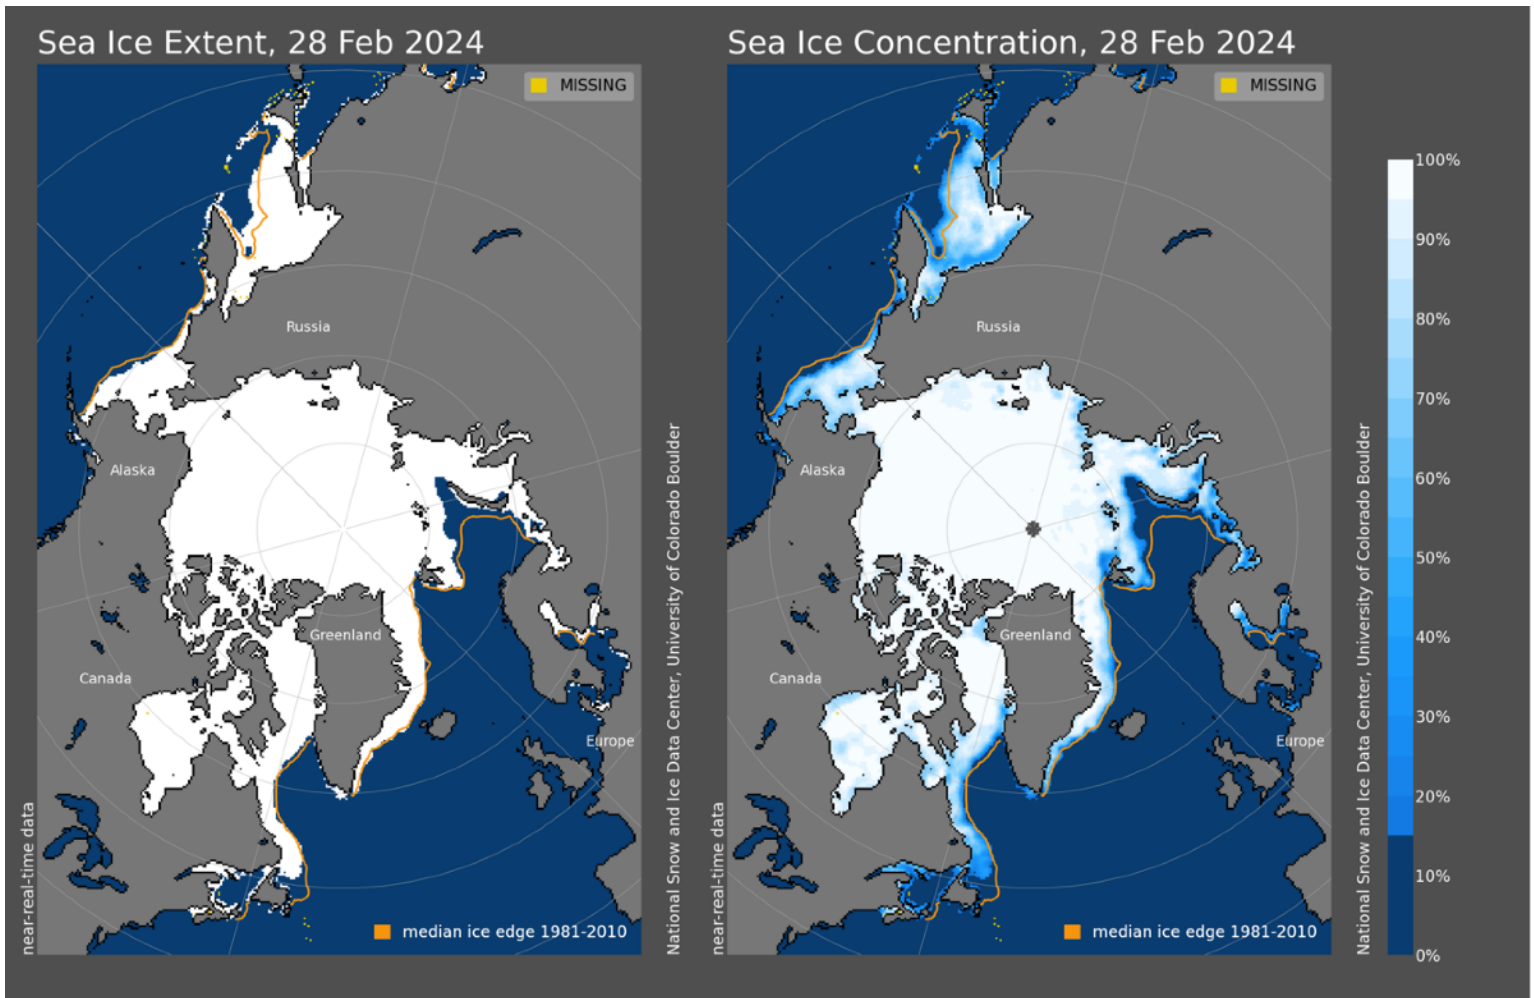 Sea Ice Extent, 28 Feb 2024
MISSING
Russia
Alaska
Greenland
Canada
Europe
near-real-time data
median ice edge 1981-2010
National Snow and Ice Data Center, University of Colorado Boulder
Sea Ice Concentration, 28 Feb 2024
MISSING
Russia
Alaska
Greenland
Canada
Europe
near-real-time data
median ice edge 1981-2010
National Snow and Ice Data Center, University of Colorado Boulder
100%
90%
80%
70%
60%
50%
40%
30%
20%
10%
0%